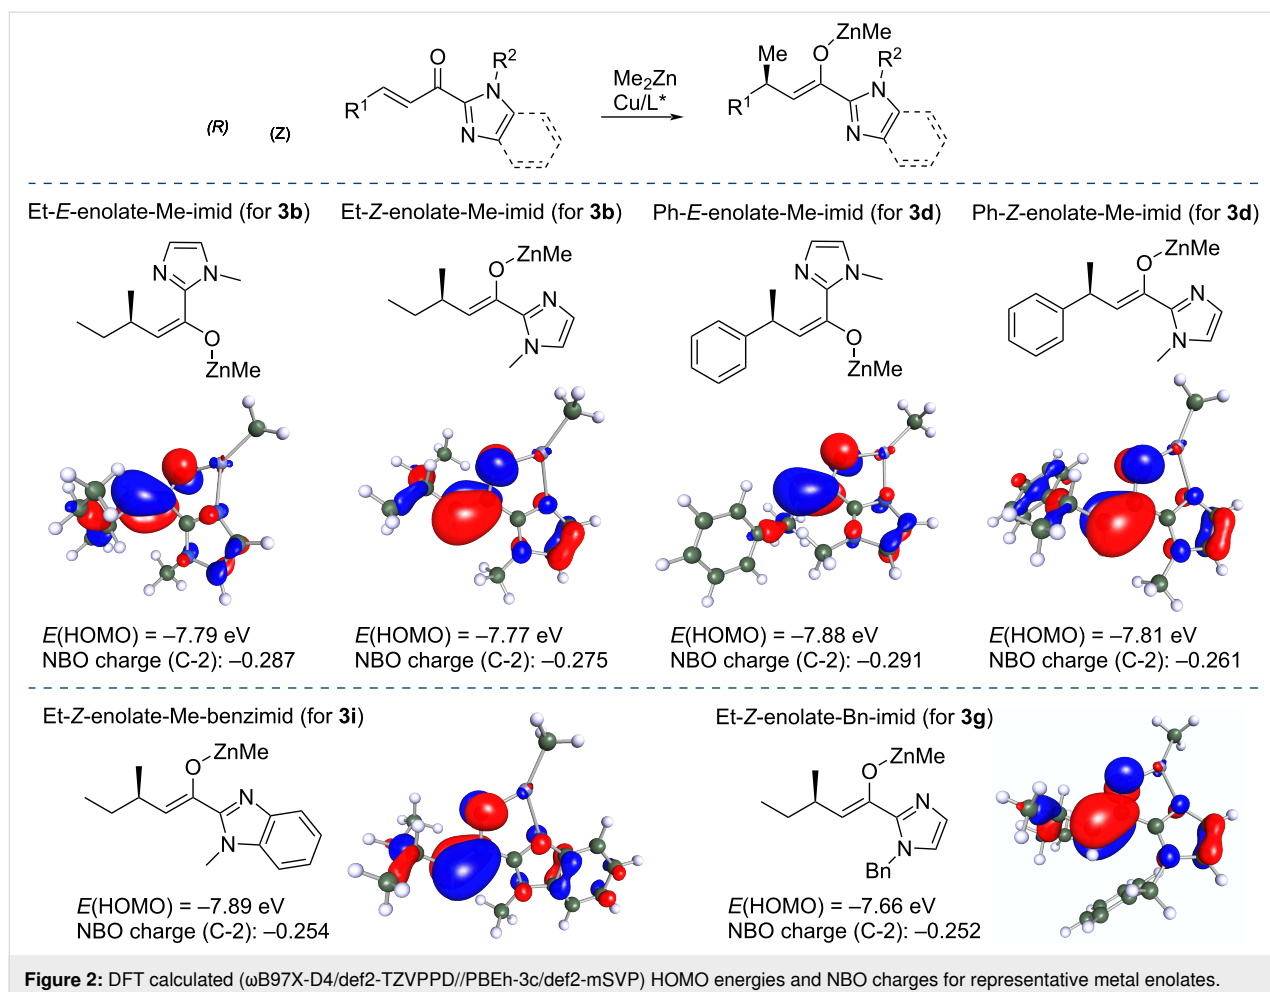 O
R1
N
R2
N
Me2Zn
Cu/L*
Me
R1
O
ZnMe
R2
N
N
(R)
(Z)
Et-E-enolate-Me-imid (for 3b)
Et-Z-enolate-Me-imid (for 3b)
Ph-E-enolate-Me-imid (for 3d)
Ph-Z-enolate-Me-imid (for 3d)
N
N
O
ZnMe
O
ZnMe
N
N
N
N
O
ZnMe
O
ZnMe
N
N
E(HOMO) = –7.79 eV
NBO charge (C-2): –0.287
E(HOMO) = –7.77 eV
NBO charge (C-2): –0.275
E(HOMO) = –7.88 eV
NBO charge (C-2): –0.291
E(HOMO) = –7.81 eV
NBO charge (C-2): –0.261
Et-Z-enolate-Me-benzimid (for 3i)
O
ZnMe
N
N
E(HOMO) = –7.89 eV
NBO charge (C-2): –0.254
Et-Z-enolate-Bn-imid (for 3g)
O
ZnMe
N
N
Bn
E(HOMO) = –7.66 eV
NBO charge (C-2): –0.252
Figure 2: DFT calculated (ωB97X-D4/def2-TZVPPD//PBEh-3c/def2-mSVP) HOMO energies and NBO charges for representative metal enolates.